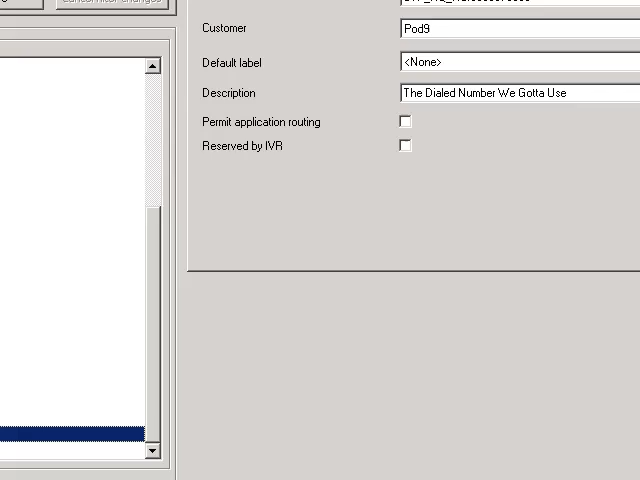 Customer
Pod9
Default label
<None>
Description
The Dialed Number We Gotta Use
Permit application routing
Reserved by IVR